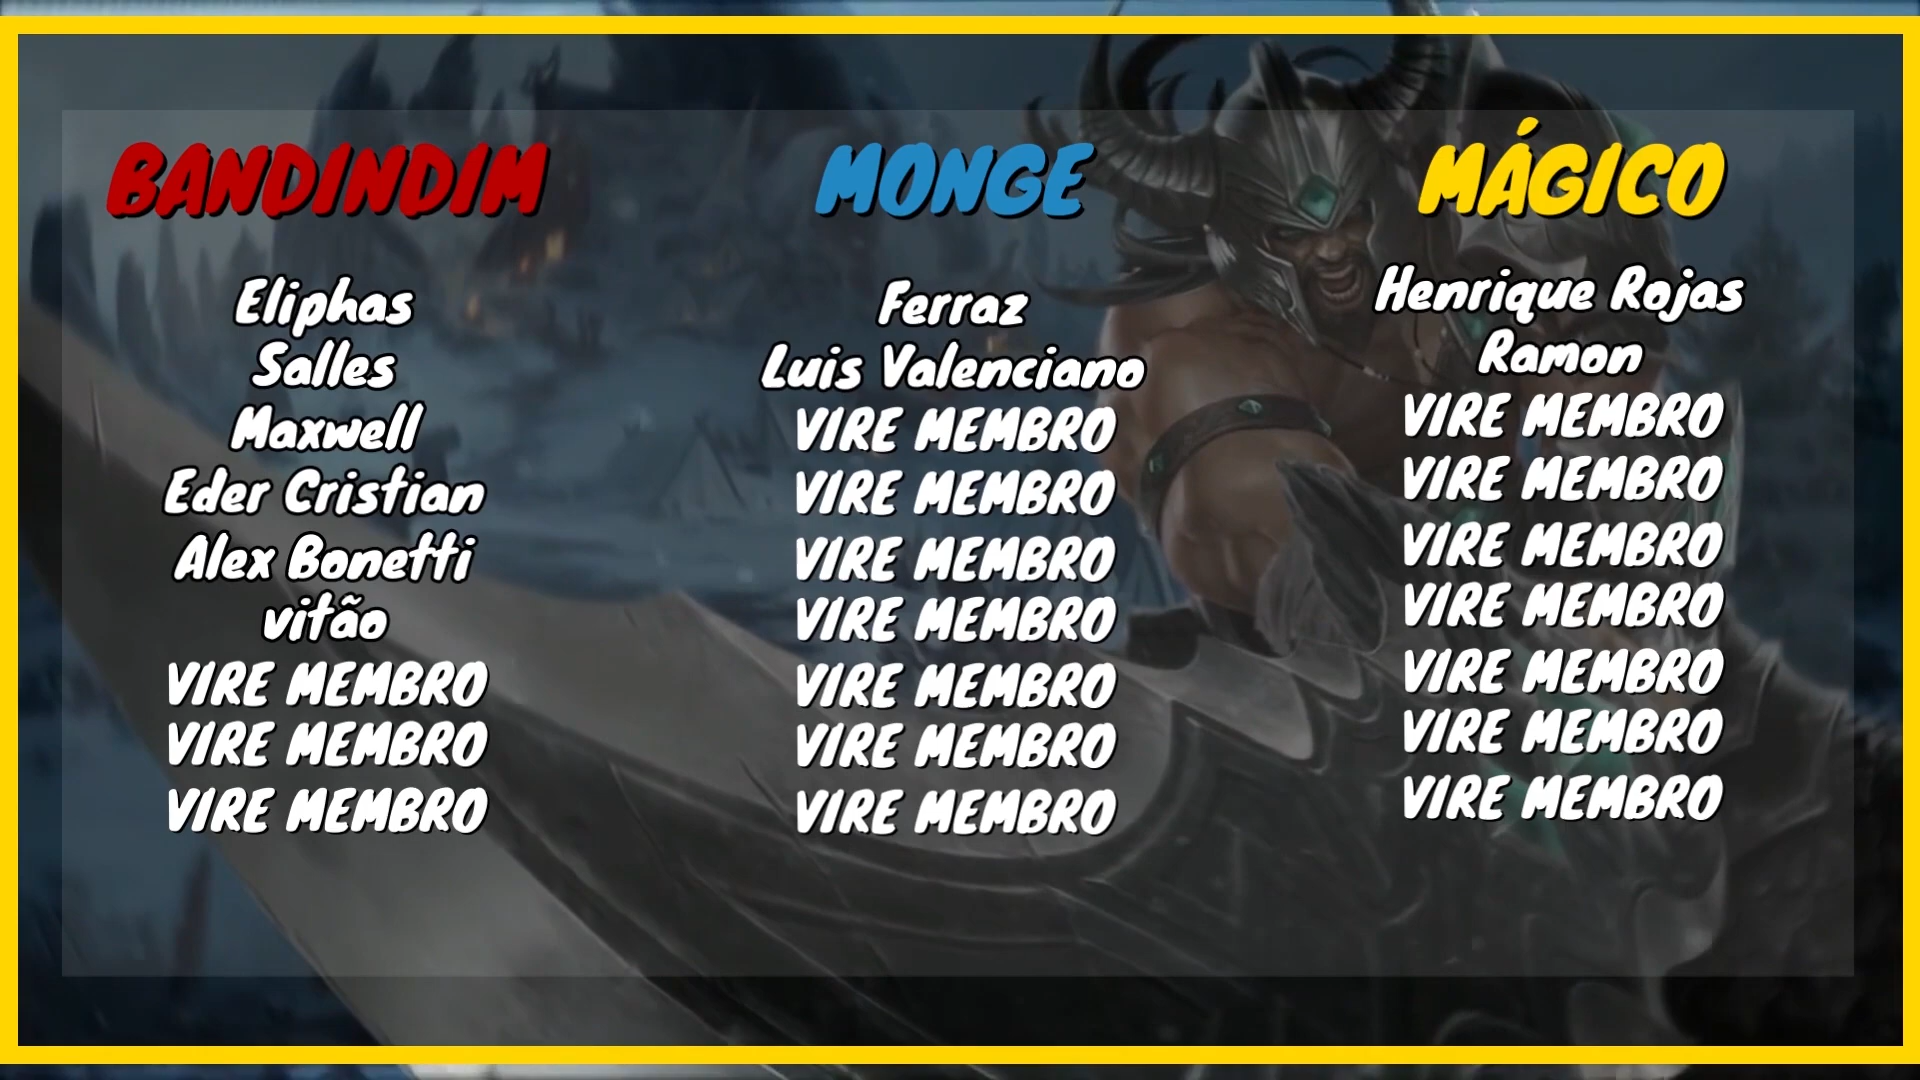 BANDINDIM
Eliphas
Salles
Maxwell
Eder Cristian
Alex Bonetti
vitão
VIRE MEMBRO
VIRE MEMBRO
VIRE MEMBRO
MONGE
Ferraz
Luis Valenciano
VIRE MEMBRO
VIRE MEMBRO
VIRE MEMBRO
VIRE MEMBRO
VIRE MEMBRO
VIRE MEMBRO
VIRE MEMBRO
MÁGICO
Henrique Rojas
Ramon
VIRE MEMBRO
VIRE MEMBRO
VIRE MEMBRO
VIRE MEMBRO
VIRE MEMBRO
VIRE MEMBRO
VIRE MEMBRO